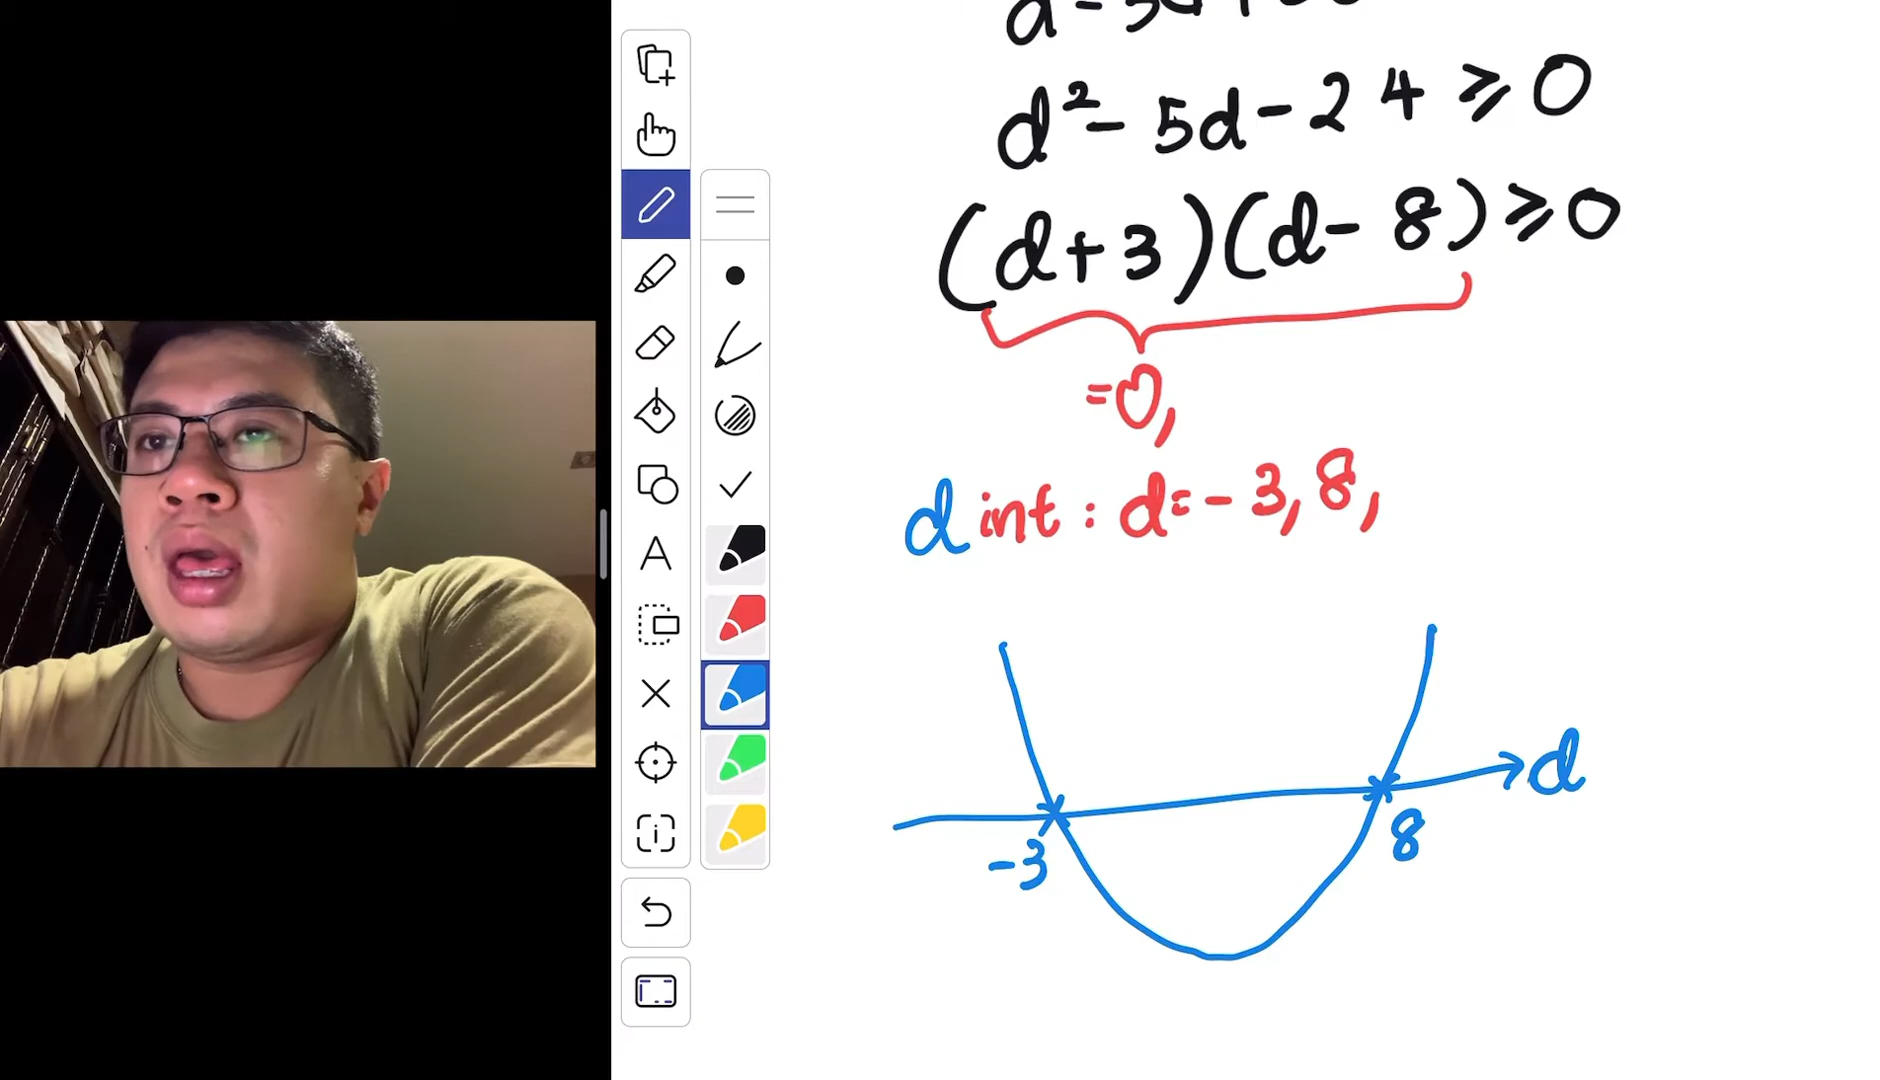 d² - 5d - 24 ⩾ 0
(d+3)(d-8) ⩾ 0
=0,
d int : d = -3, 8,
d
-3
8
A